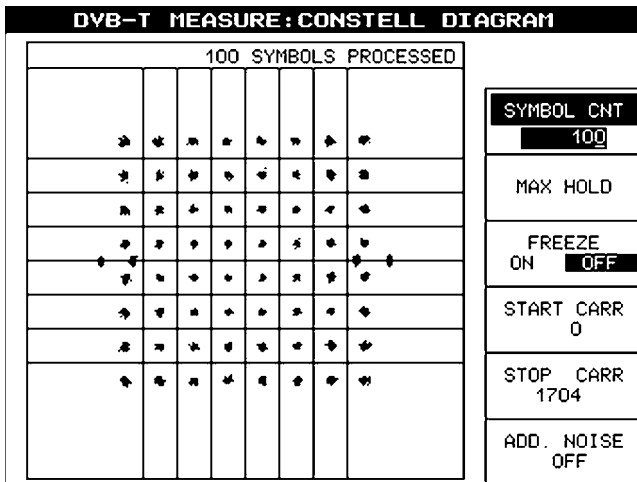 DVB-T MEASURE:CONSTELL DIAGRAM
100 SYMBOLS PROCESSED
SYMBOL CNT
100
MAX HOLD
FREEZE
ON OFF
START CARR
0
STOP CARR
1704
ADD. NOISE
OFF